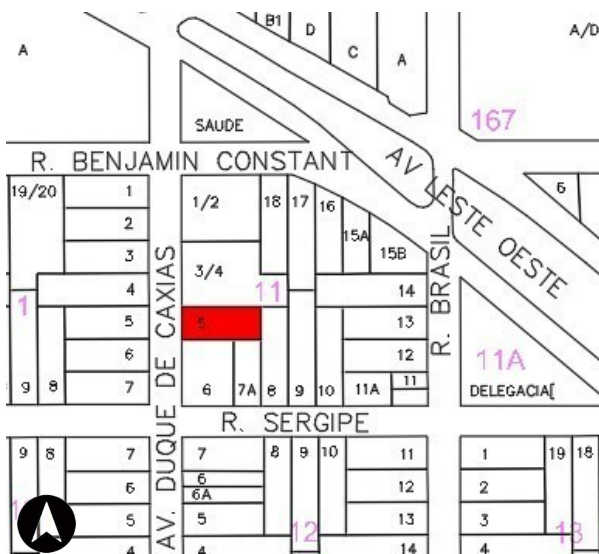 B1
D
C
A
A/D
A
SAUDE
167
R. BENJAMIN CONSTANT
AV LESTE OESTE
19/20
1
2
3
4
5
6
7
1
9
8
AV. DUQUE DE CAXIAS
1/2
3/4
5
6
7A
8
9
10
11A
11
12
13
14
18
17
16
15A
15B
11
R. BRASIL
6
11A
DELEGACIA[
R. SERGIPE
9
8
7
6
5
4
7
6
6A
5
4
8
9
10
11
12
13
14
12
1
2
3
4
19
18
13